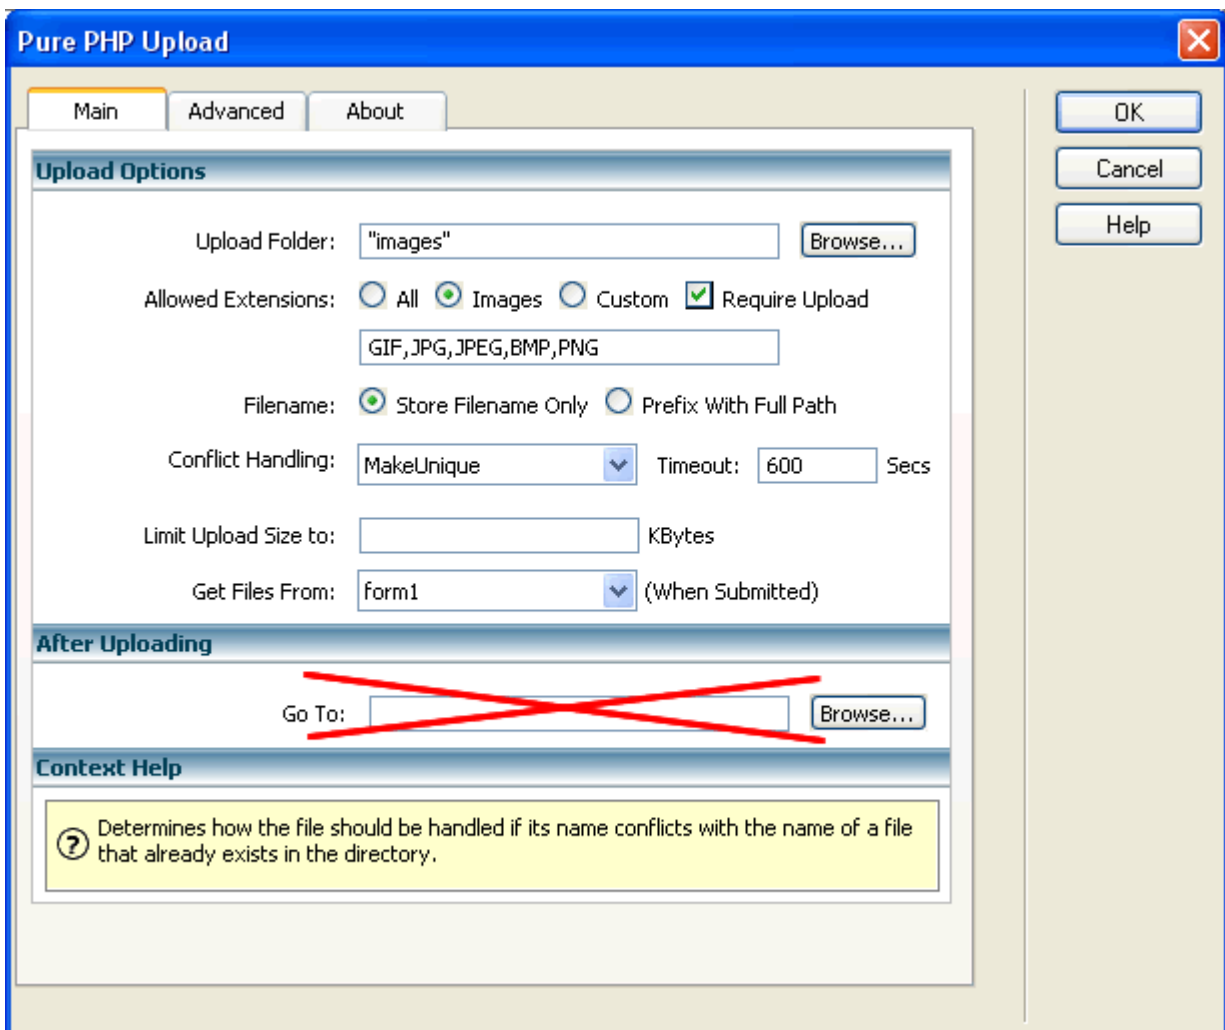 Pure PHP Upload
Main Advanced About
OK
Cancel
Help
Upload Options
Upload Folder: "images" Browse...
Allowed Extensions: All Images Custom Require Upload
GIF,JPG,JPEG,BMP,PNG
Filename: Store Filename Only Prefix With Full Path
Conflict Handling: MakeUnique Timeout: 600 Secs
Limit Upload Size to: KBytes
Get Files From: form1 (When Submitted)
After Uploading
Go To: Browse...
Context Help
? Determines how the file should be handled if its name conflicts with the name of a file
that already exists in the directory.